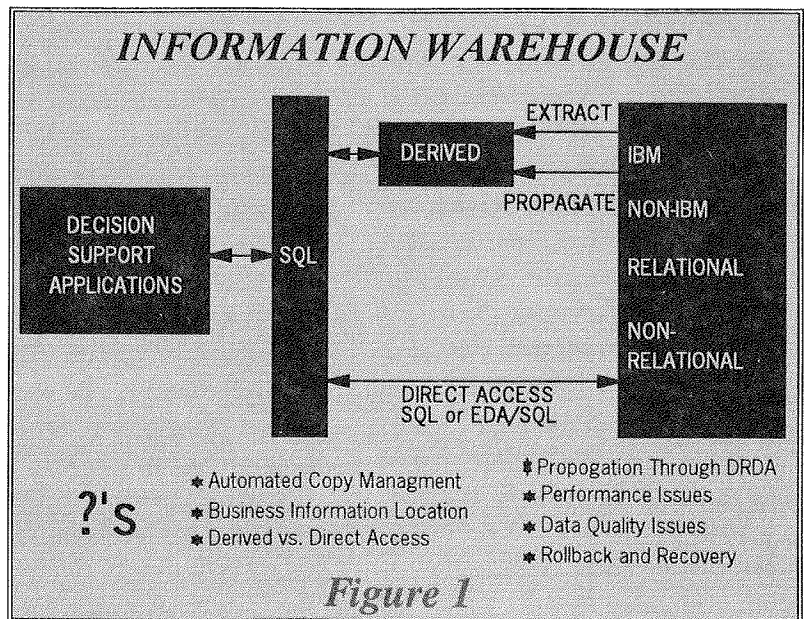 INFORMATION WAREHOUSE
DECISION
SUPPORT
APPLICATIONS
SQL
DERIVED
EXTRACT
PROPAGATE
IBM
NON-IBM
RELATIONAL
NON-
RELATIONAL
DIRECT ACCESS
SQL or EDA/SQL
?'s
* Automated Copy Managment
* Business Information Location
* Derived vs. Direct Access
* Propogation Through DRDA
* Performance Issues
* Data Quality Issues
* Rollback and Recovery
Figure 1